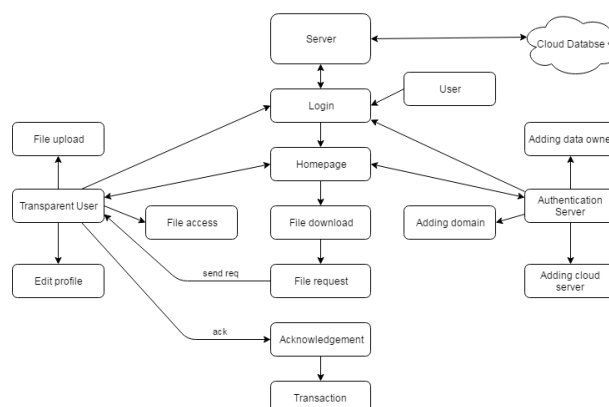 Server
Cloud Databse
Login
User
File upload
Adding data owne
Homepage
Transparent User
File access
File download
Adding domain
Authentication
Server
Edit profile
send req
File request
Adding cloud
server
ack
Acknowledgement
Transaction